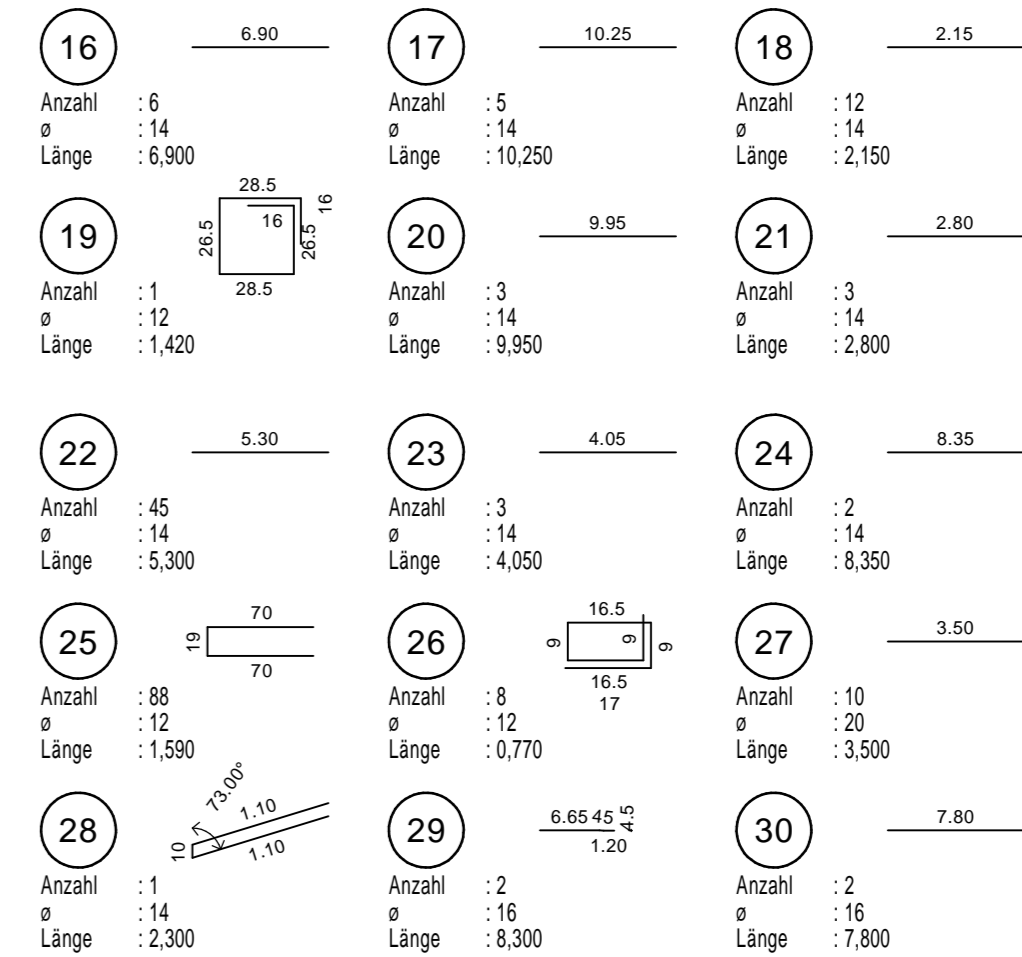 16 6.90
Anzahl : 6
ø : 14
Länge : 6,900
17 10.25
Anzahl : 5
ø : 14
Länge : 10,250
18 2.15
Anzahl : 12
ø : 14
Länge : 2,150
19
28.5
16
16
26.5
26.5
28.5
Anzahl : 1
ø : 12
Länge : 1,420
20 9.95
Anzahl : 3
ø : 14
Länge : 9,950
21 2.80
Anzahl : 3
ø : 14
Länge : 2,800
22 5.30
Anzahl : 45
ø : 14
Länge : 5,300
23 4.05
Anzahl : 3
ø : 14
Länge : 4,050
24 8.35
Anzahl : 2
ø : 14
Länge : 8,350
25
70
19
70
Anzahl : 88
ø : 12
Länge : 1,590
26
16.5
9
9
9
16.5
17
Anzahl : 8
ø : 12
Länge : 0,770
27 3.50
Anzahl : 10
ø : 20
Länge : 3,500
28
73.00°
1.10
10
1.10
Anzahl : 1
ø : 14
Länge : 2,300
29
6.65 45
4.5
1.20
Anzahl : 2
ø : 16
Länge : 8,300
30 7.80
Anzahl : 2
ø : 16
Länge : 7,800